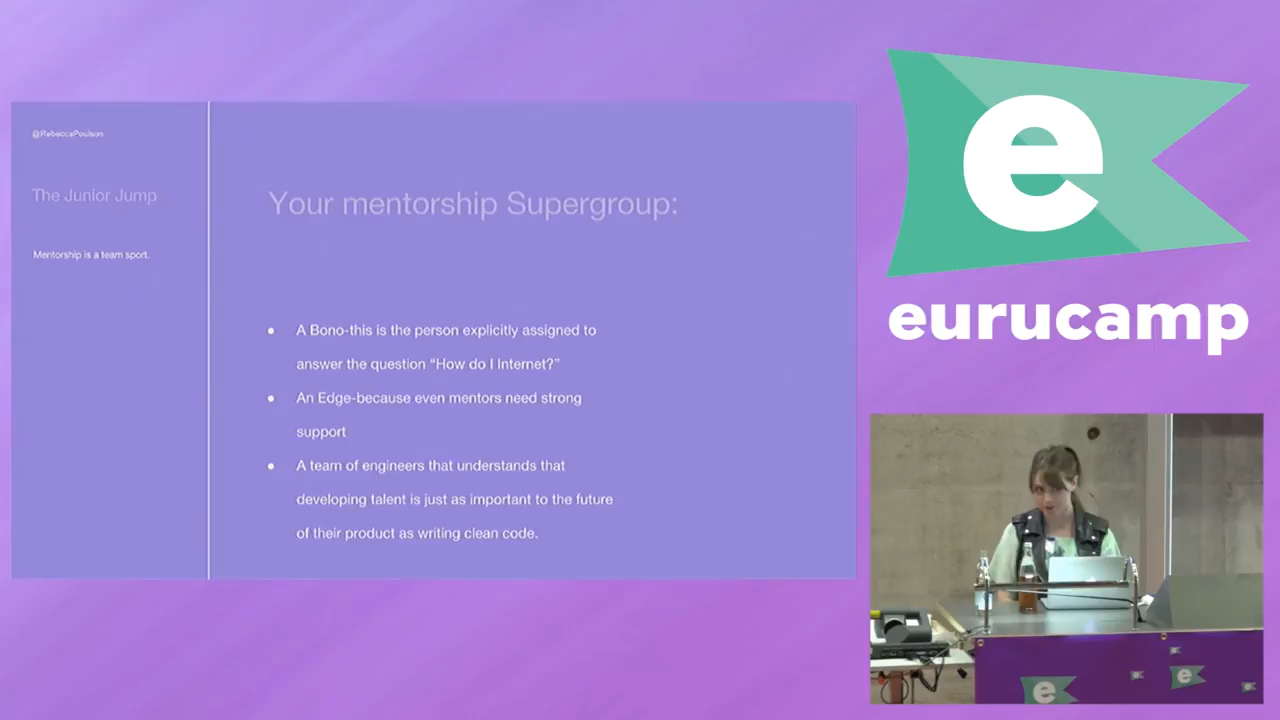 @RebeccaPoulson
The Junior Jump
Mentorship is a team sport.
Your mentorship Supergroup:
• A Bono-this is the person explicitly assigned to
answer the question “How do I Internet?”
• An Edge-because even mentors need strong
support
• A team of engineers that understands that
developing talent is just as important to the future
of their product as writing clean code.
e
eurucamp
e
e
e
e